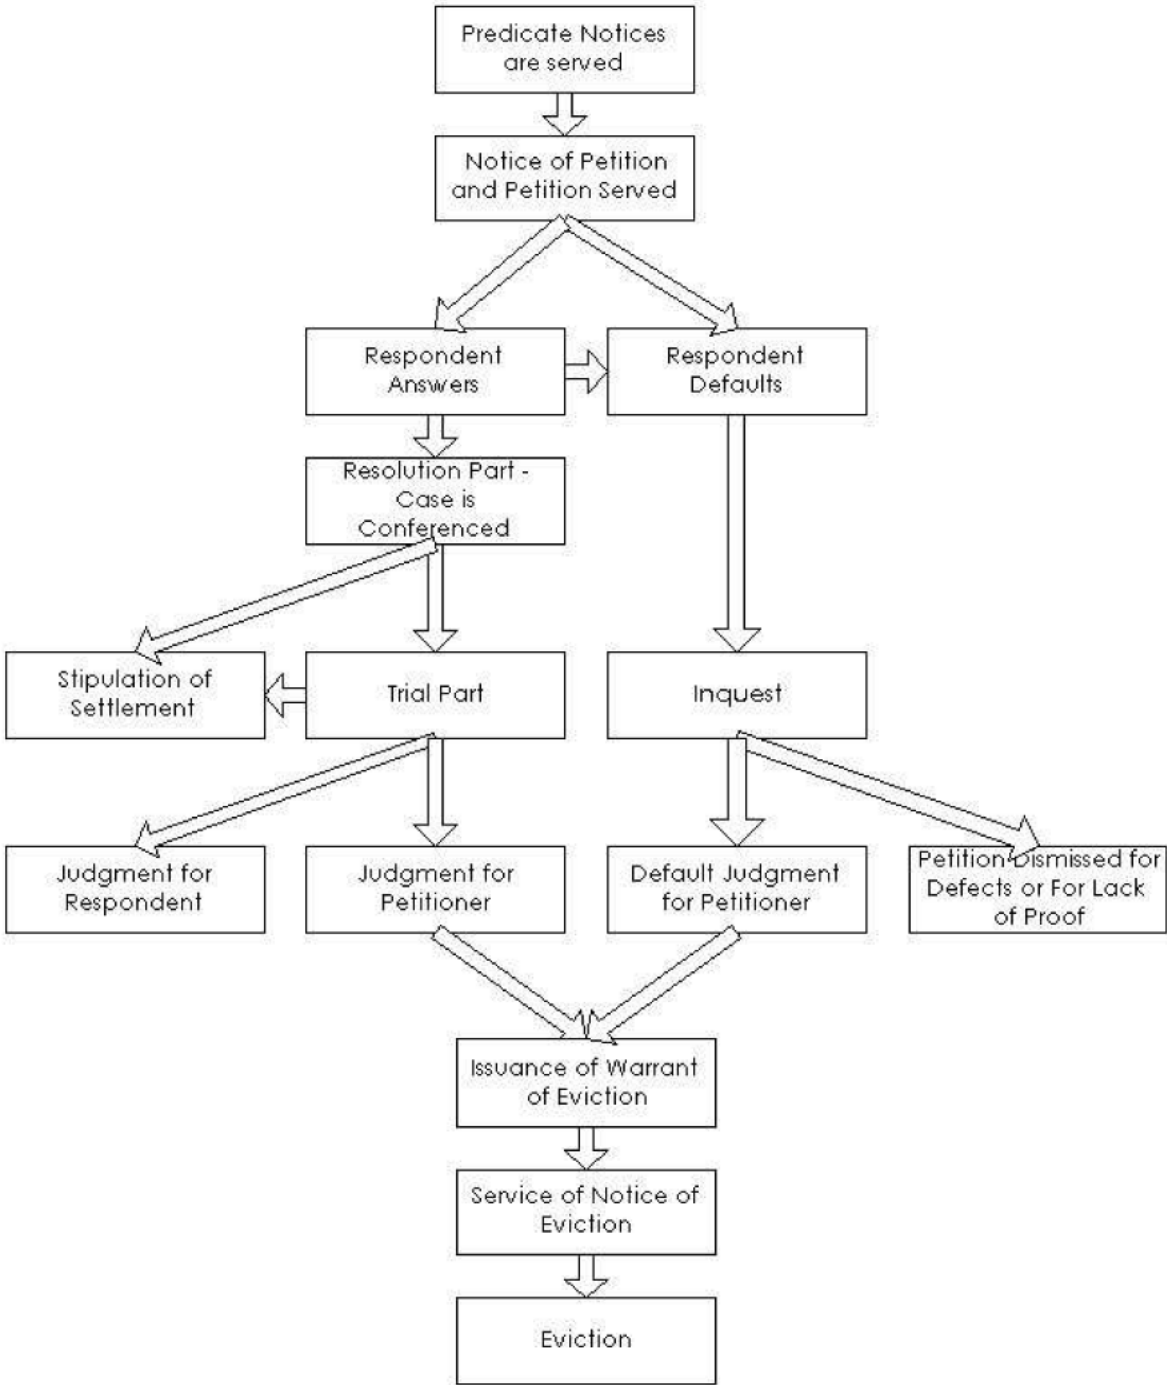 Predicate Notices
are served
Notice of Petition
and Petition Served
Respondent
Answers
Respondent
Defaults
Resolution Part -
Case is
Conferenced
Stipulation of
Settlement
Trial Part
Inquest
Judgment for
Respondent
Judgment for
Petitioner
Default Judgment
for Petitioner
Petition Dismissed for
Defects or For Lack
of Proof
Issuance of Warrant
of Eviction
Service of Notice of
Eviction
Eviction